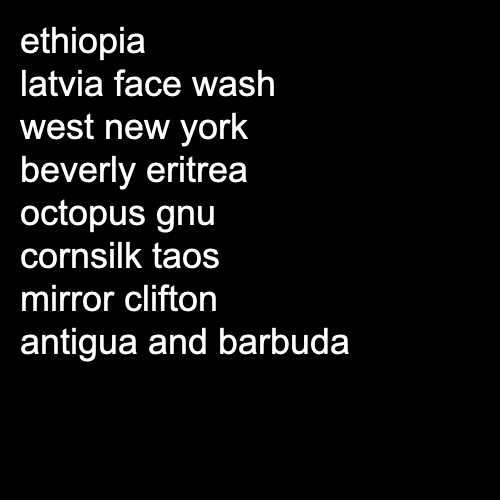 ethiopia
latvia face wash
west new york
beverly eritrea
octopus gnu
cornsilk taos
mirror clifton
antigua and barbuda